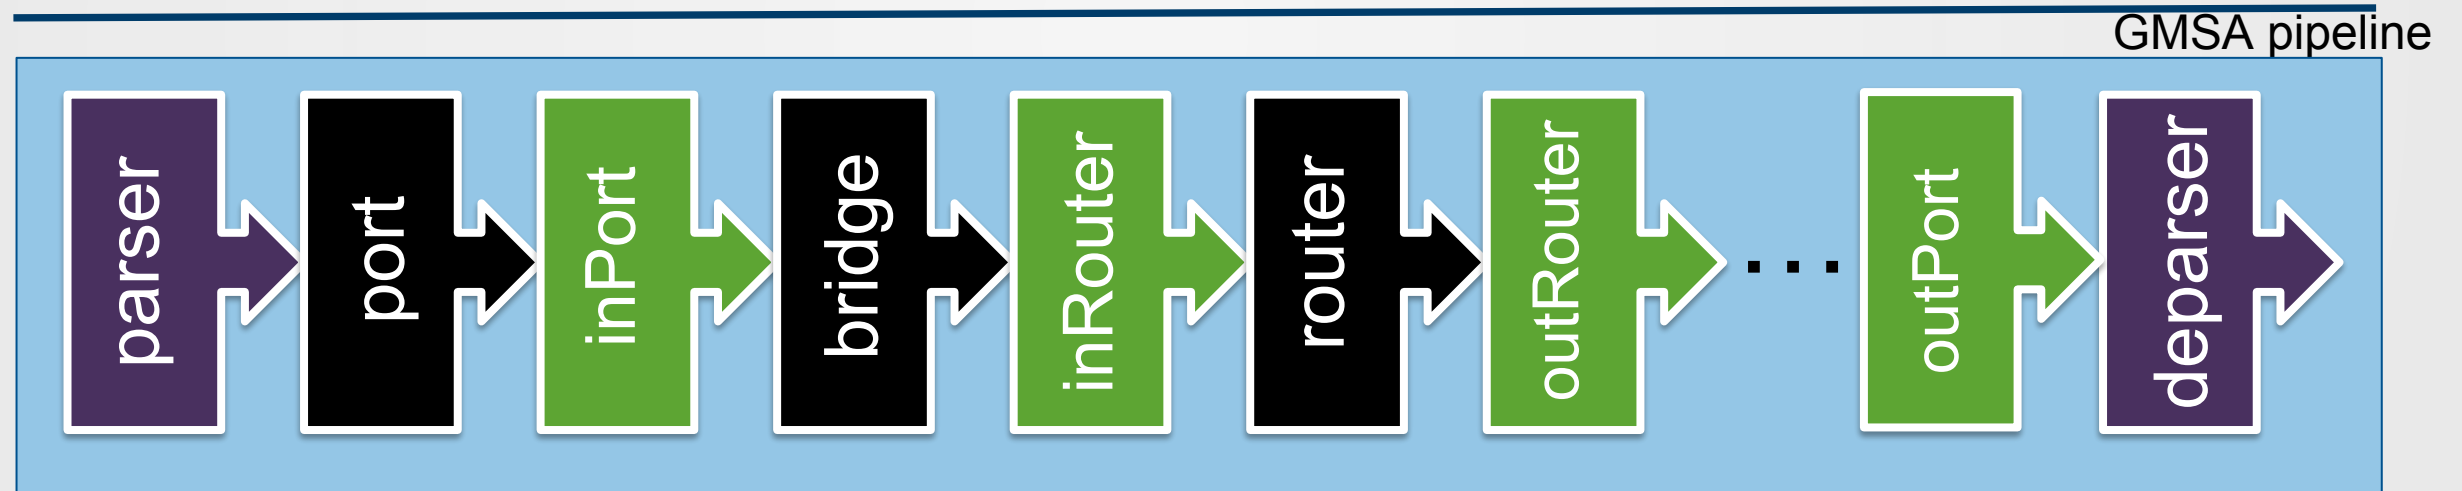 GMSA pipeline
parser
port
inPort
bridge
inRouter
router
outRouter
...
outPort
deparser